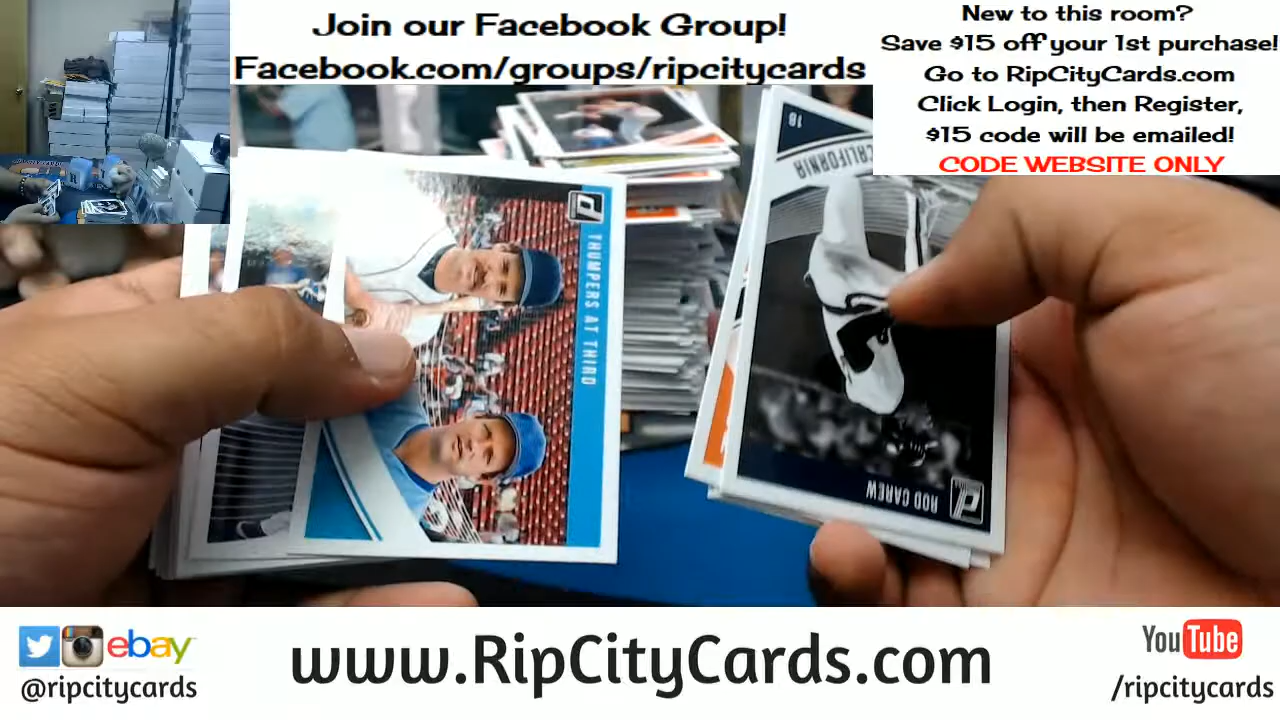 Join our Facebook Group!
Facebook.com/groups/ripcitycards
New to this room?
Save $15 off your 1st purchase!
Go to RipCityCards.com
Click Login, then Register,
$15 code will be emailed!
CODE WEBSITE ONLY
THUMPERS AT THIRD
1B
CALIFORNIA
ROD CAREW
ebay
@ripcitycards
www.RipCityCards.com
YouTube
/ripcitycards